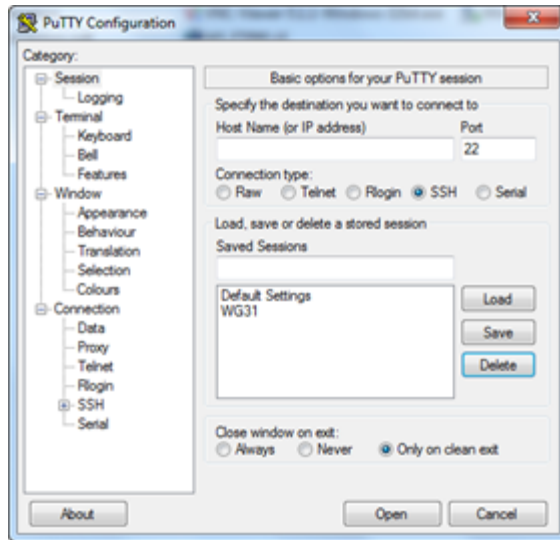 PuTTY Configuration
Category:
Session
Logging
Terminal
Keyboard
Bell
Features
Window
Appearance
Behaviour
Translation
Selection
Colours
Connection
Data
Proxy
Telnet
Rlogin
SSH
Serial
Basic options for your PuTTY session
Specify the destination you want to connect to
Host Name (or IP address) Port
22
Connection type:
Raw Telnet Rlogin SSH Serial
Load, save or delete a stored session
Saved Sessions
Default Settings
WG31
Load
Save
Delete
Close window on exit:
Always Never Only on clean exit
About Open Cancel